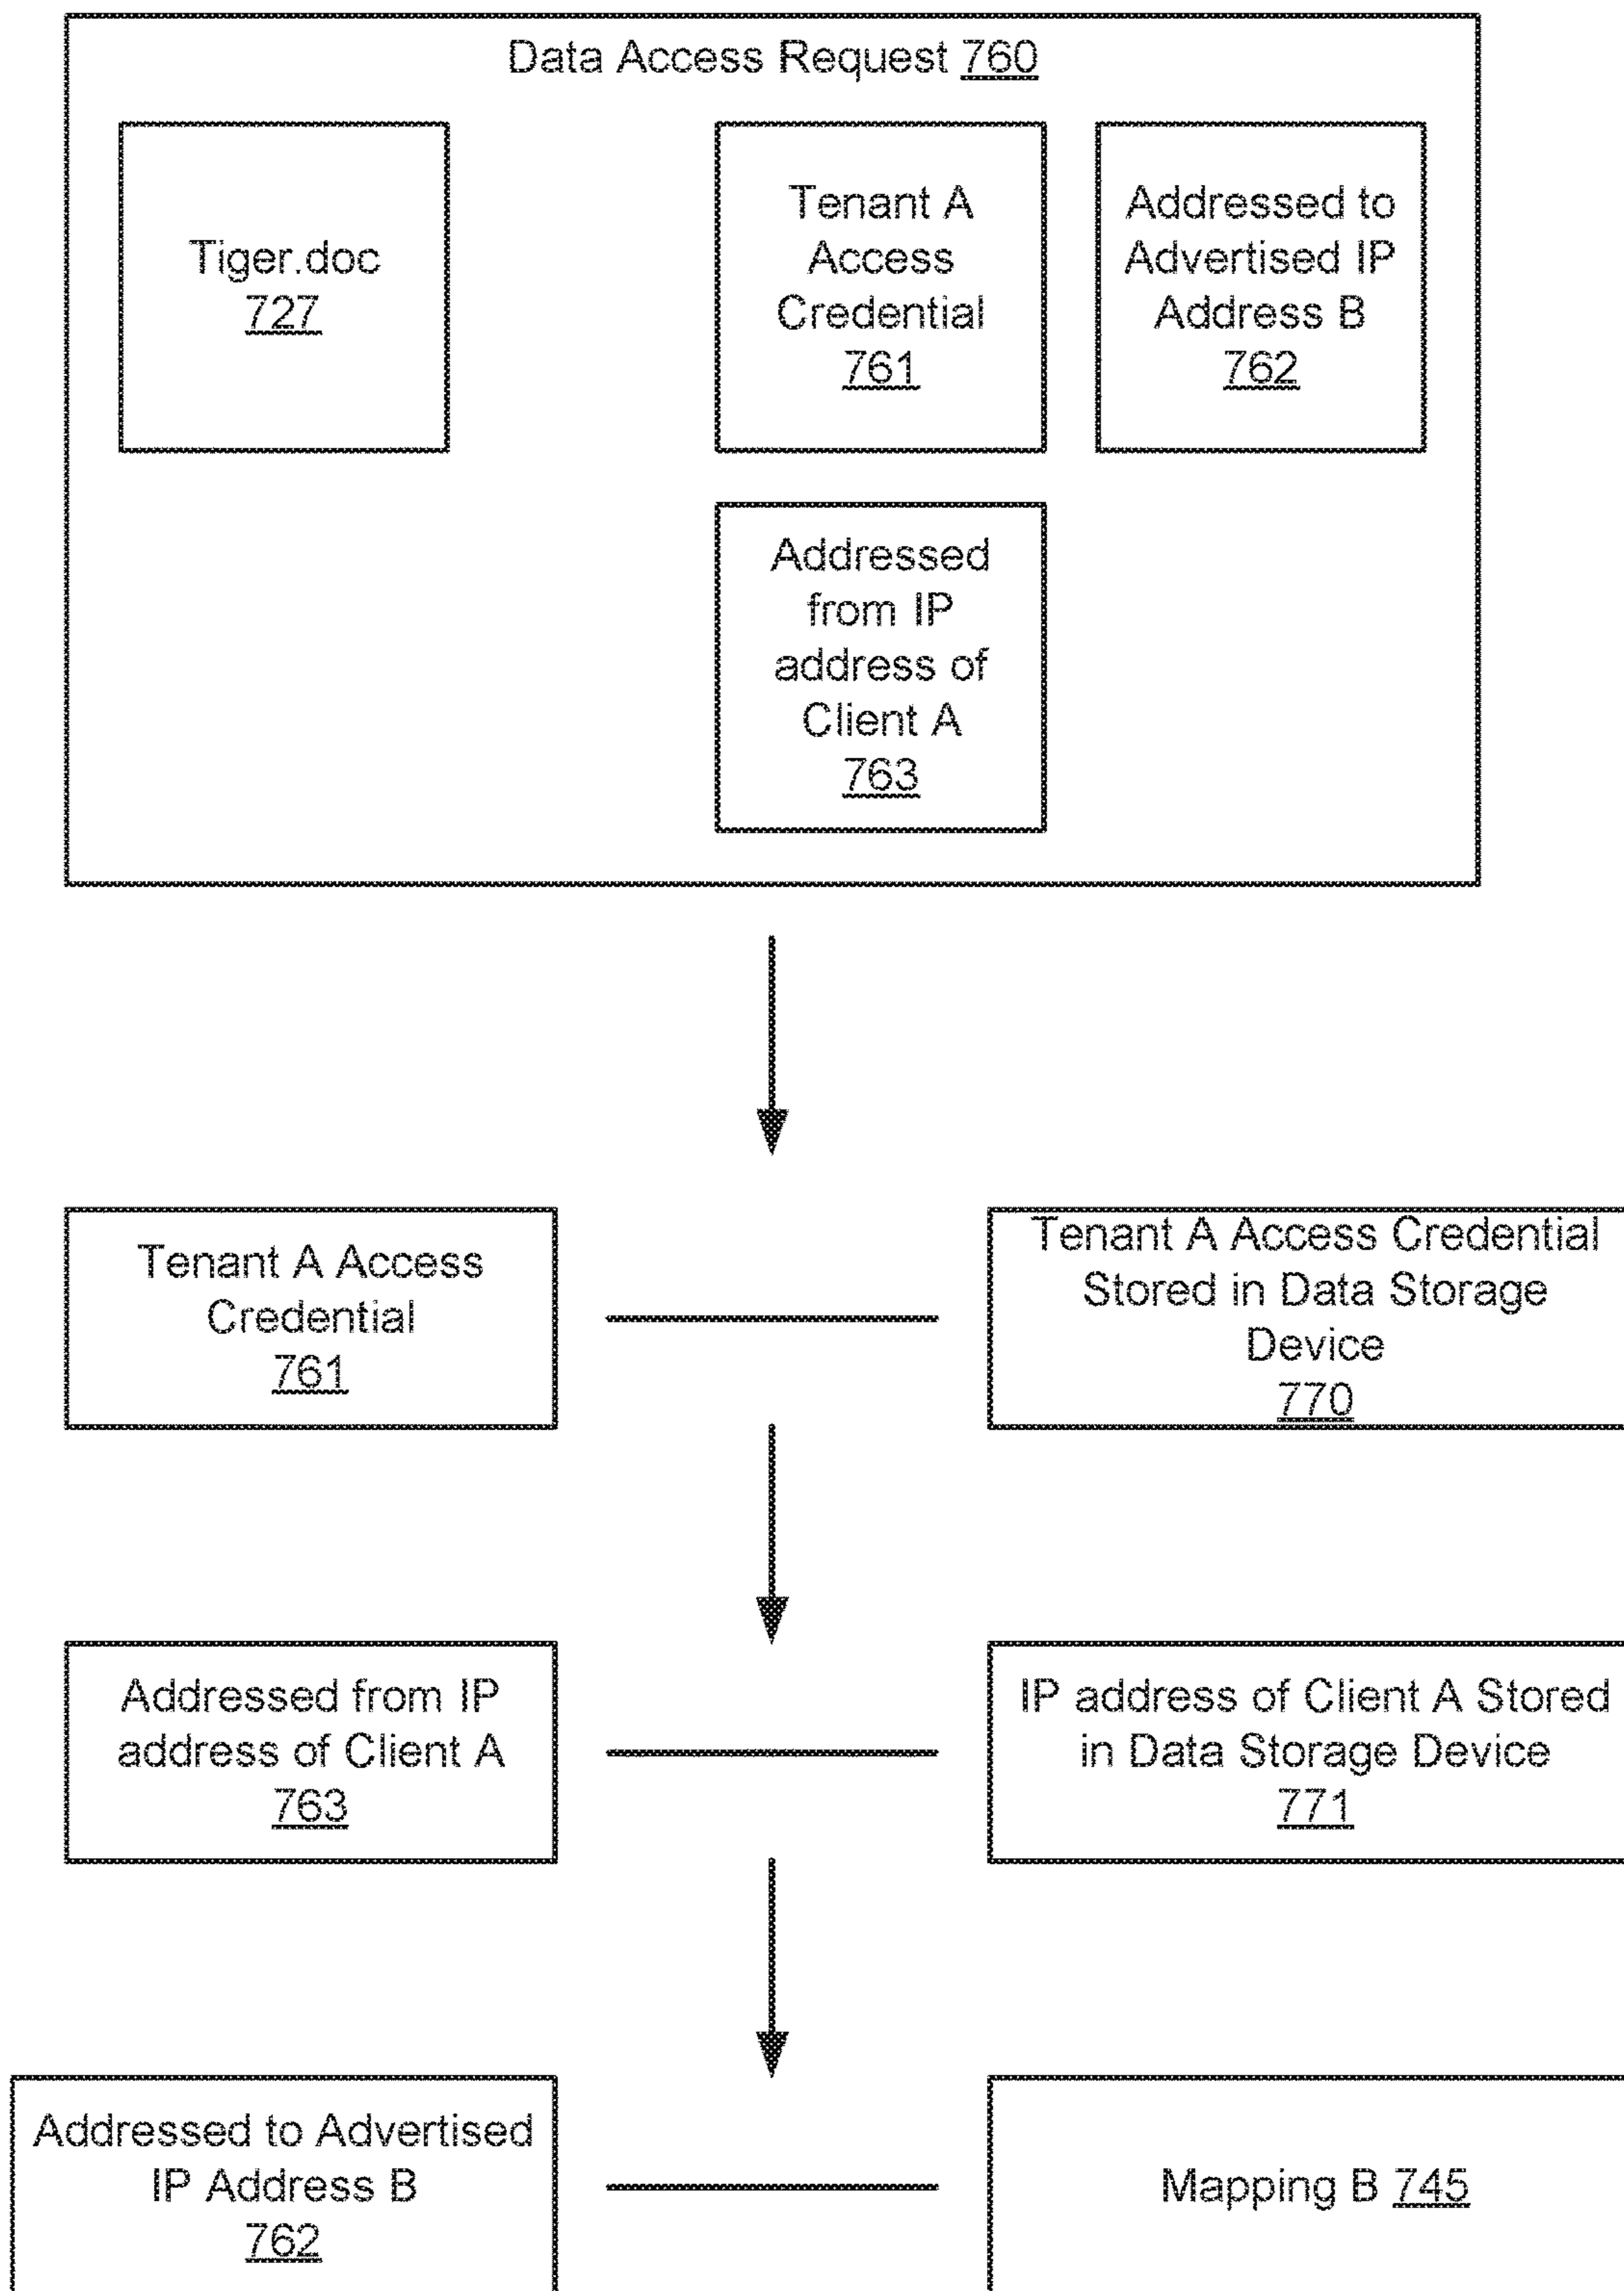 Data Access Request 760
Tiger.doc
727
Tenant A
Access
Credential
761
Addressed to
Advertised IP
Address B
762
Addressed
from IP
address of
Client A
763
Tenant A Access
Credential
761
Tenant A Access Credential
Stored in Data Storage
Device
770
Addressed from IP
address of Client A
763
IP address of Client A Stored
in Data Storage Device
771
Addressed to Advertised
IP Address B
762
Mapping B 745